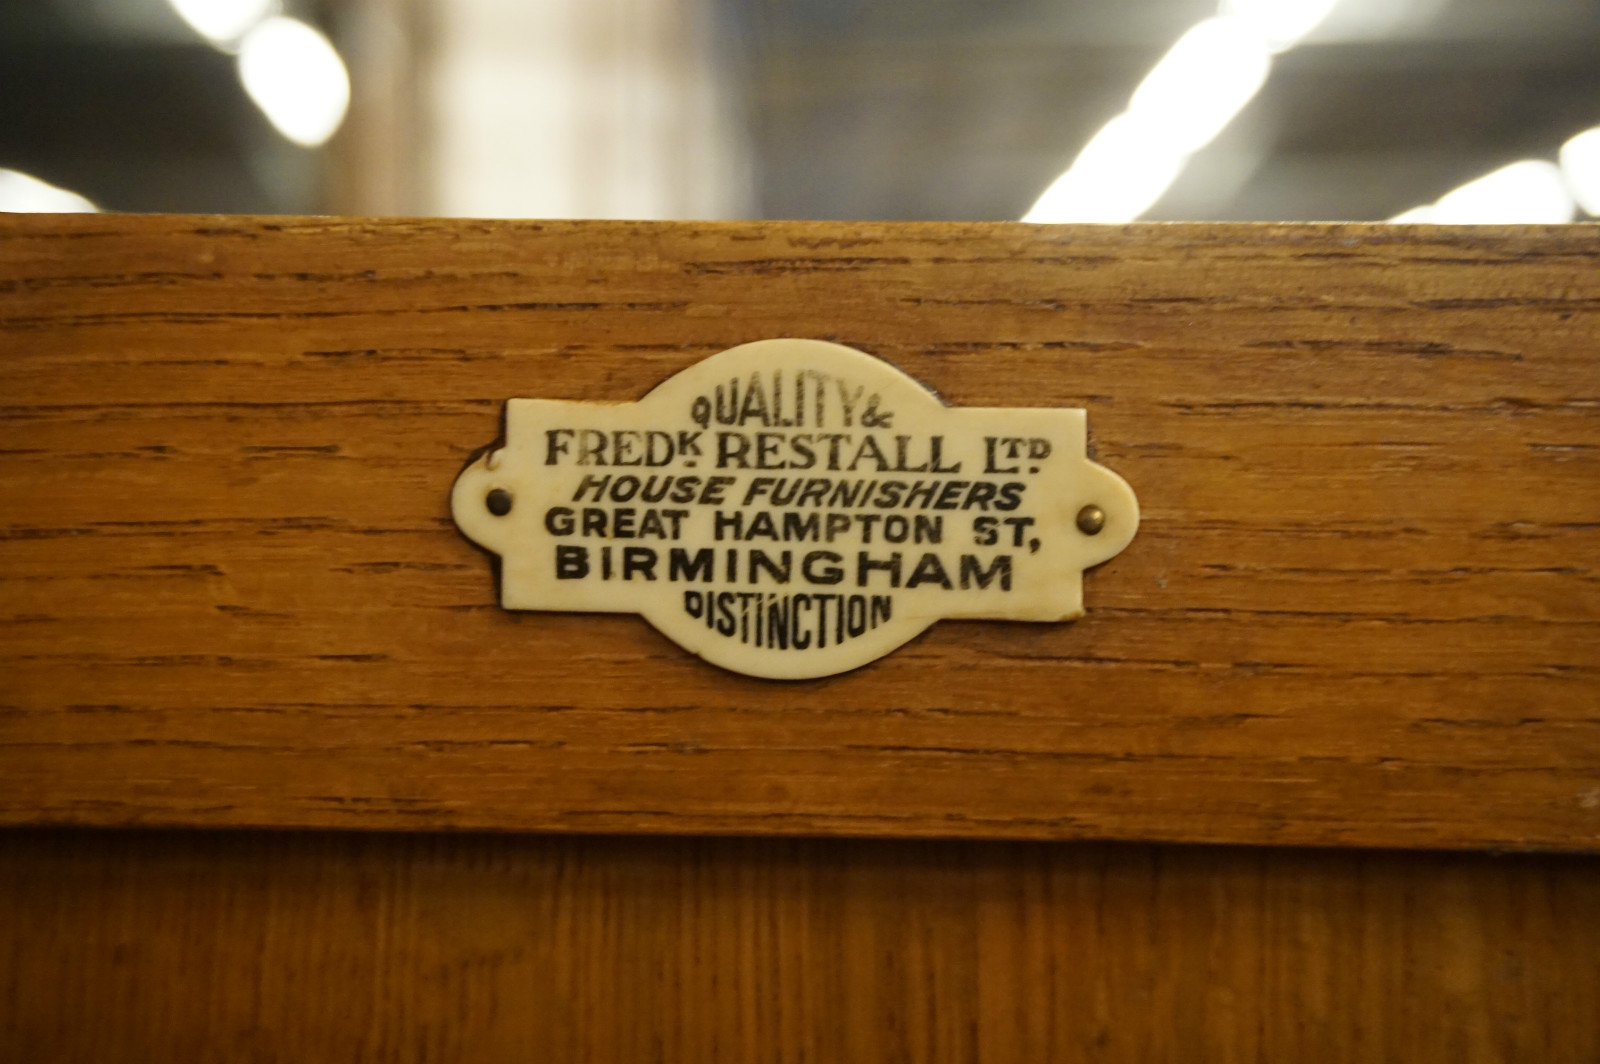 QUALITY &
FREDK. RESTALL LTD
HOUSE FURNISHERS
GREAT HAMPTON ST,
BIRMINGHAM
DISTINCTION